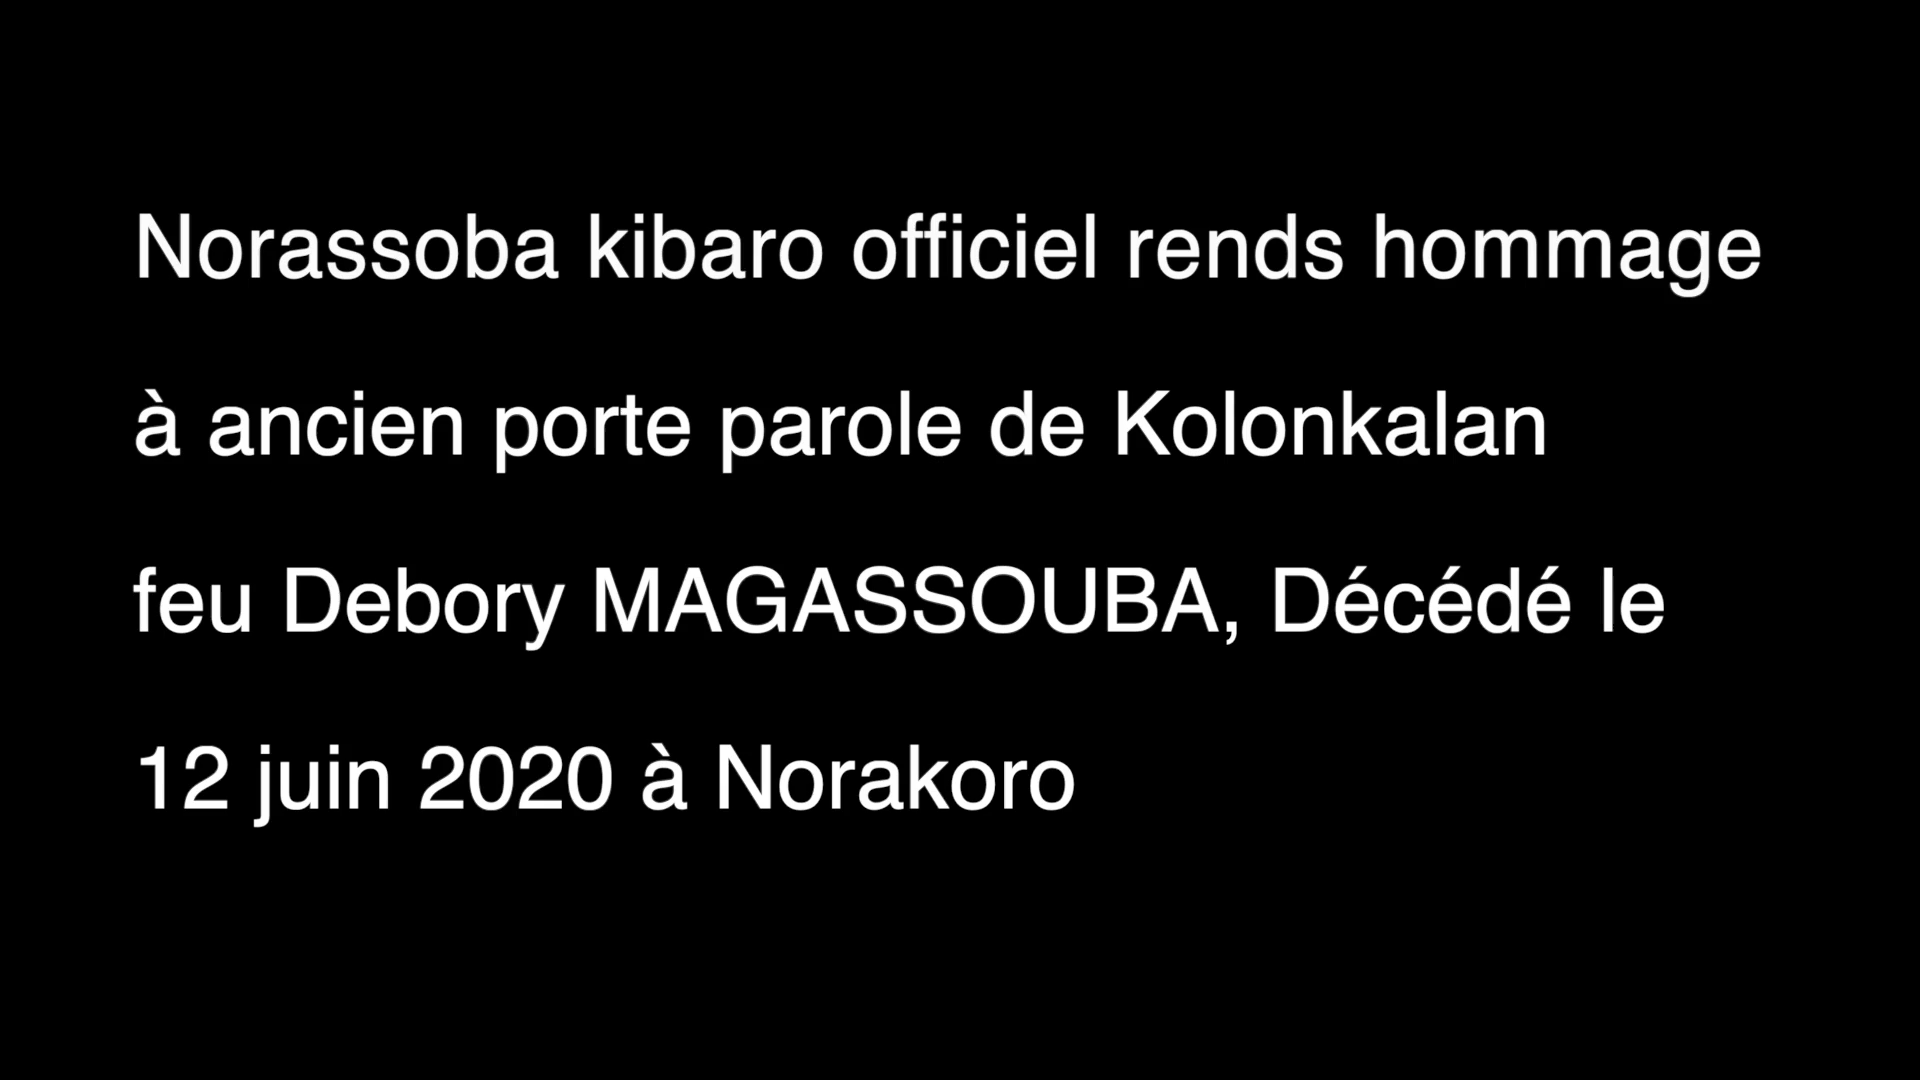 Norassoba kibaro officiel rends hommage
à ancien porte parole de Kolonkalan
feu Debory MAGASSOUBA, Décédé le
12 juin 2020 à Norakoro